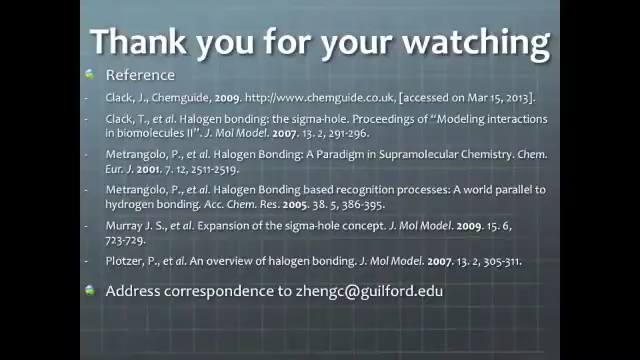 Thank you for your watching
Reference
- Clack, J., Chemguide, 2009. http://www.chemguide.co.uk, [accessed on Mar 15, 2013].
- Clack, T., et al. Halogen bonding: the sigma-hole. Proceedings of "Modeling interactions
in biomolecules II". J. Mol Model. 2007. 13. 2, 291-296.
- Metrangolo, P., et al. Halogen Bonding: A Paradigm in Supramolecular Chemistry. Chem.
Eur. J. 2001. 7. 12, 2511-2519.
- Metrangolo, P., et al. Halogen Bonding based recognition processes: A world parallel to
hydrogen bonding. Acc. Chem. Res. 2005. 38. 5, 386-395.
- Murray J. S., et al. Expansion of the sigma-hole concept. J. Mol Model. 2009. 15. 6,
723-729.
- Plotzer, P., et al. An overview of halogen bonding. J. Mol Model. 2007. 13. 2, 305-311.
Address correspondence to zhengc@guilford.edu